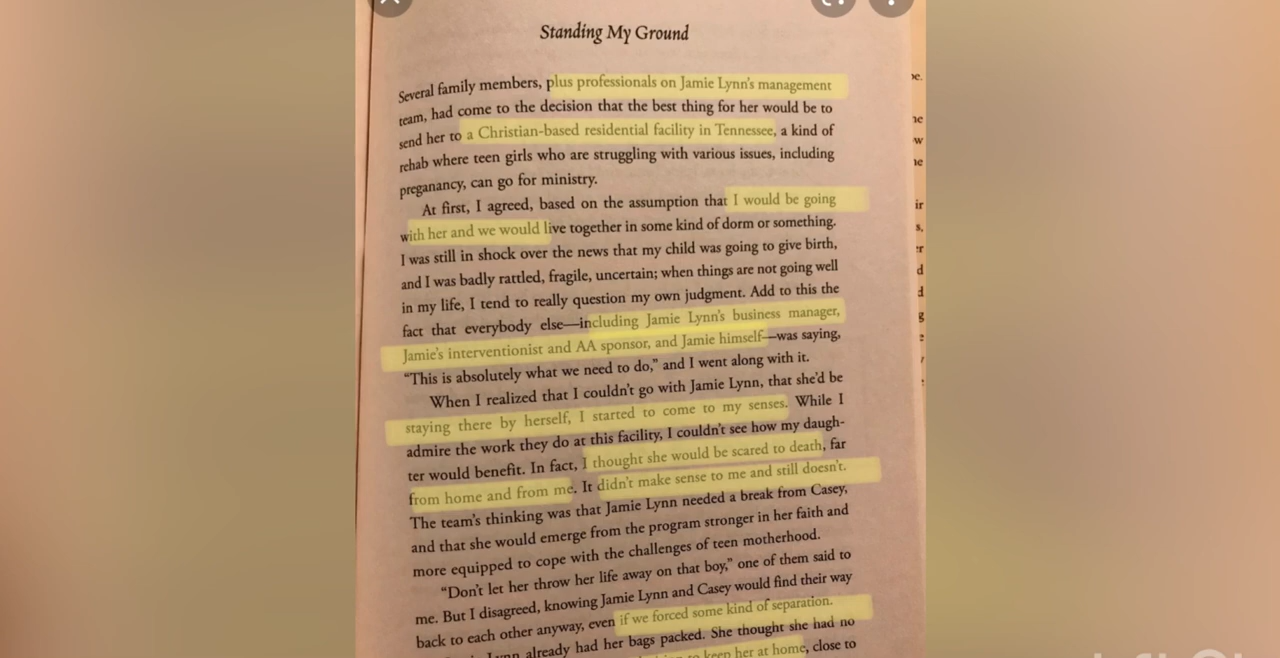 Standing My Ground
Several family members, plus professionals on Jamie Lynn's management
team, had come to the decision that the best thing for her would be to
send her to a Christian-based residential facility in Tennessee, a kind of
rehab where teen girls who are struggling with various issues, including
preganancy, can go for ministry.
At first, I agreed, based on the assumption that I would be going
with her and we would live together in some kind of dorm or something.
I was still in shock over the news that my child was going to give birth,
and I was badly rattled, fragile, uncertain; when things are not going well
in my life, I tend to really question my own judgment. Add to this the
fact that everybody else—including Jamie Lynn's business manager,
Jamie's interventionist and AA sponsor, and Jamie himself—was saying,
"This is absolutely what we need to do," and I went along with it.
When I realized that I couldn't go with Jamie Lynn, that she'd be
staying there by herself, I started to come to my senses. While I
admire the work they do at this facility, I couldn't see how my daugh-
ter would benefit. In fact, I thought she would be scared to death, far
from home and from me. It didn't make sense to me and still doesn't.
The team's thinking was that Jamie Lynn needed a break from Casey,
and that she would emerge from the program stronger in her faith and
more equipped to cope with the challenges of teen motherhood.
"Don't let her throw her life away on that boy," one of them said to
me. But I disagreed, knowing Jamie Lynn and Casey would find their way
back to each other anyway, even if we forced some kind of separation.
Lynn already had her bags packed. She thought she had no
to keep her at home, close to